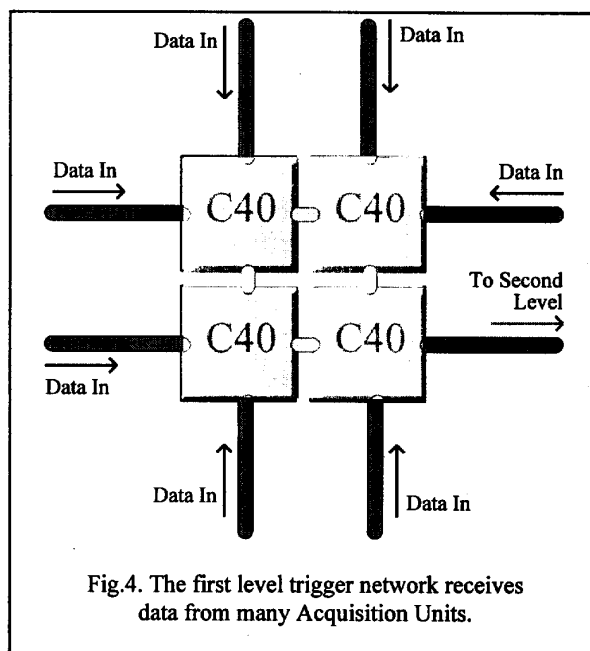 Data In
Data In
Data In
Data In
C40
C40
To Second
Level
C40
C40
Data In
Data In
Data In
Fig.4. The first level trigger network receives
data from many Acquisition Units.